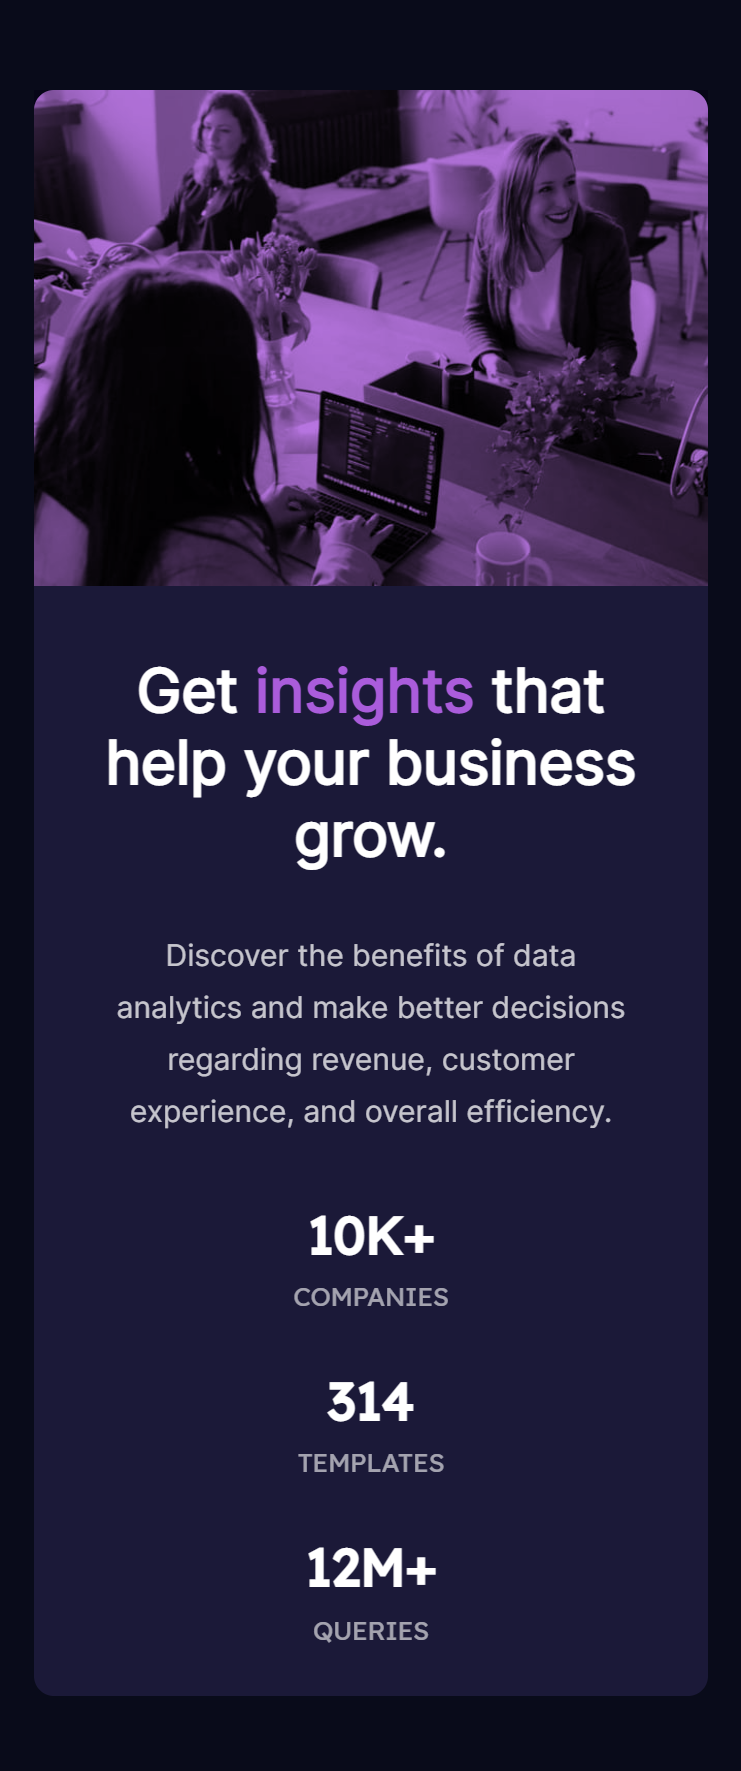 Get insights that
help your business
grow.
Discover the benefits of data
analytics and make better decisions
regarding revenue, customer
experience, and overall efficiency.
10K+
COMPANIES
314
TEMPLATES
12M+
QUERIES